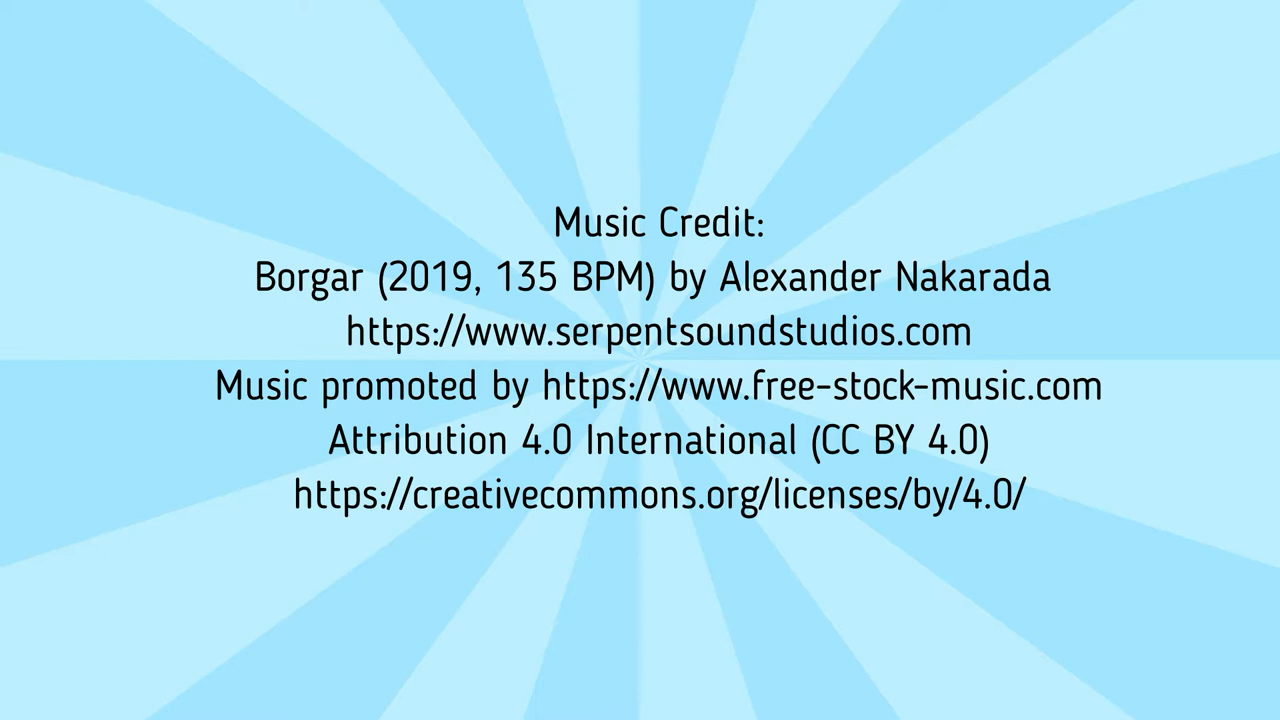 Music Credit:
Borgar (2019, 135 BPM) by Alexander Nakarada
https://www.serpentsoundstudios.com
Music promoted by https://www.free-stock-music.com
Attribution 4.0 International (CC BY 4.0)
https://creativecommons.org/licenses/by/4.0/